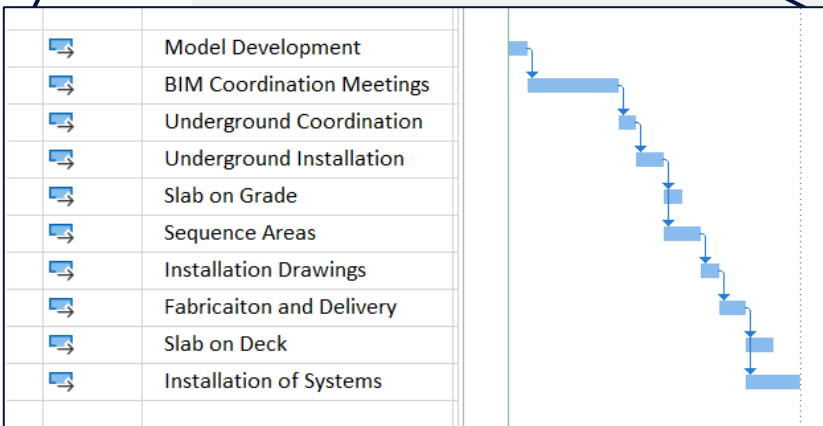 Model Development
BIM Coordination Meetings
Underground Coordination
Underground Installation
Slab on Grade
Sequence Areas
Installation Drawings
Fabricaiton and Delivery
Slab on Deck
Installation of Systems